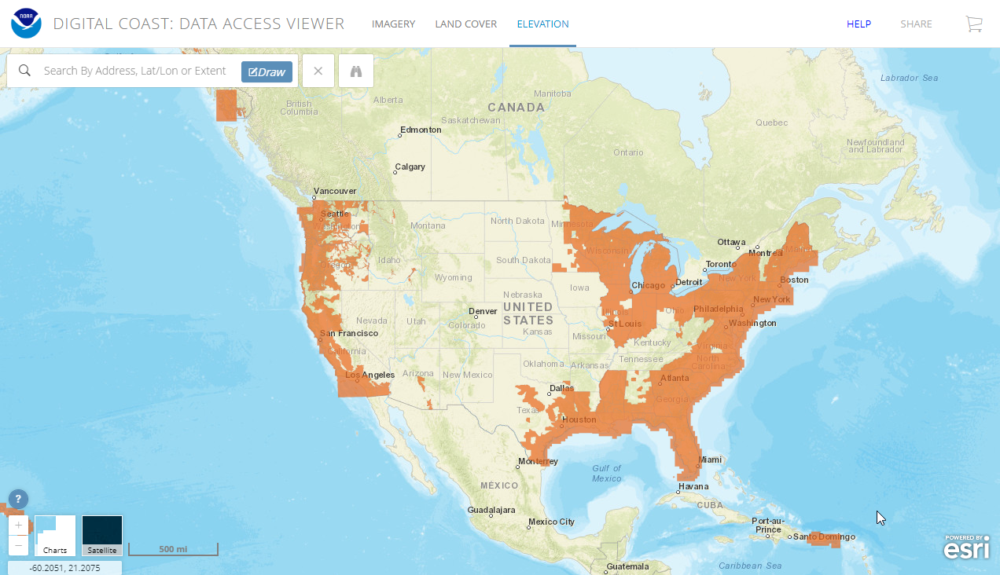 NOAA
DIGITAL COAST: DATA ACCESS VIEWER
IMAGERY
LAND COVER
ELEVATION
HELP
SHARE
Search By Address, Lat/Lon or Extent
Draw
Labrador Sea
British
Columbia
Alberta
Manitoba
CANADA
Saskatchewan
Quebec
Edmonton
Newfoundland
and Labrador
Ontario
Calgary
Vancouver
Seattle
Washington
Montana
North Dakota
Minnesota
Ottawa
Montreal
Maine
Wisconsin
Oregon
Idaho
South Dakota
Toronto
New York
Wyoming
Boston
Iowa
Chicago
Detroit
Nebraska
New York
UNITED
STATES
Denver
Illinois
Ohio
Philadelphia
Nevada
Utah
Colorado
St Louis
Washington
San Francisco
Kansas
Missouri
Kentucky
Virginia
California
Tennessee
North
Carolina
Los Angeles
Arizona
New Mexico
Oklahoma
Arkansas
Atlanta
Dallas
Georgia
Texas
Houston
Monterrey
Miami
Gulf of
Mexico
MÉXICO
Havana
CUBA
Guadalajara
Mexico City
Port-au-
Prince
Santo Domingo
Guatemala
Caribbean Sea
?
+
−
Charts
Satellite
500 mi
-60.2051, 21.2075
POWERED BY
esri